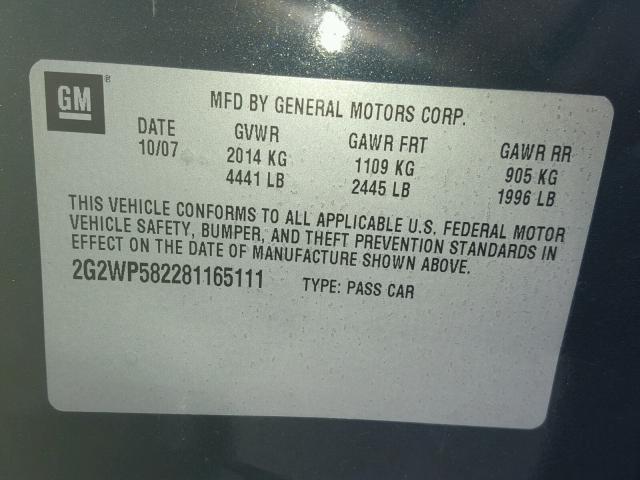 GM ®
MFD BY GENERAL MOTORS CORP.
DATE GVWR GAWR FRT GAWR RR
10/07 2014 KG 1109 KG 905 KG
4441 LB 2445 LB 1996 LB
THIS VEHICLE CONFORMS TO ALL APPLICABLE U.S. FEDERAL MOTOR
VEHICLE SAFETY, BUMPER, AND THEFT PREVENTION STANDARDS IN
EFFECT ON THE DATE OF MANUFACTURE SHOWN ABOVE.
2G2WP582281165111 TYPE: PASS CAR